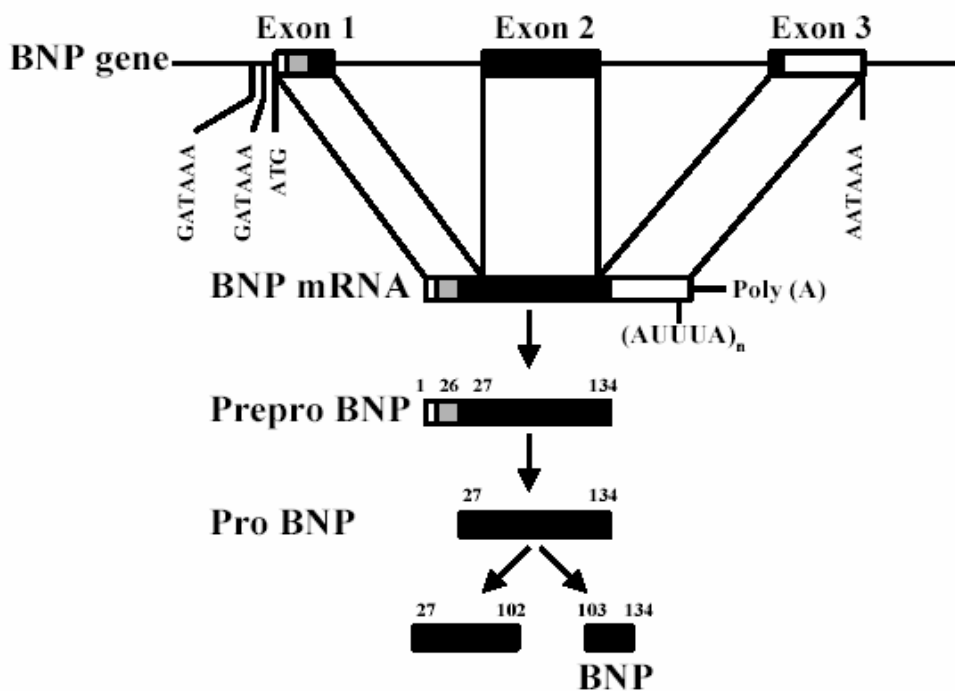 Exon 1 Exon 2 Exon 3
BNP gene
GATAAA
GATAAA
ATG
AATAAA
BNP mRNA
Poly (A)
(AUUUA)n
1 26 27 134
Prepro BNP
27 134
Pro BNP
27 102 103 134
BNP